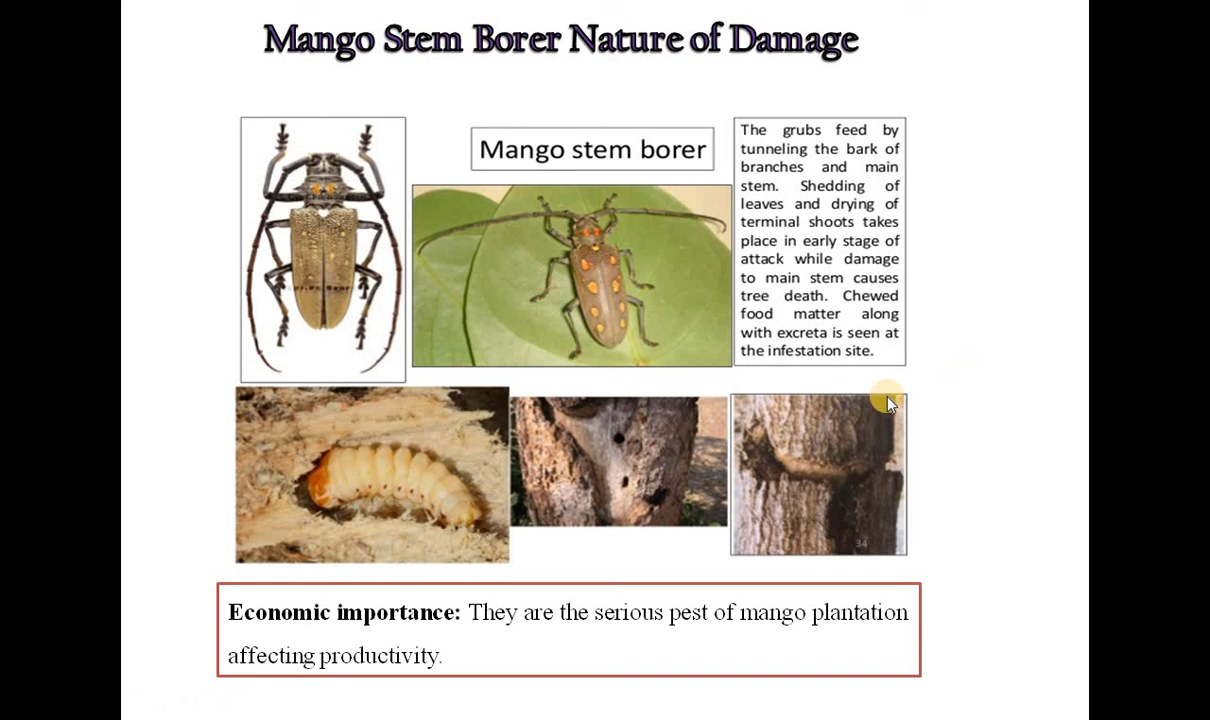 Mango Stem Borer Nature of Damage
Mango stem borer
The grubs feed by
tunneling the bark of
branches and main
stem. Shedding of
leaves and drying of
terminal shoots takes
place in early stage of
attack while damage
to main stem causes
tree death. Chewed
food matter along
with excreta is seen at
the infestation site.
34
Economic importance: They are the serious pest of mango plantation
affecting productivity.